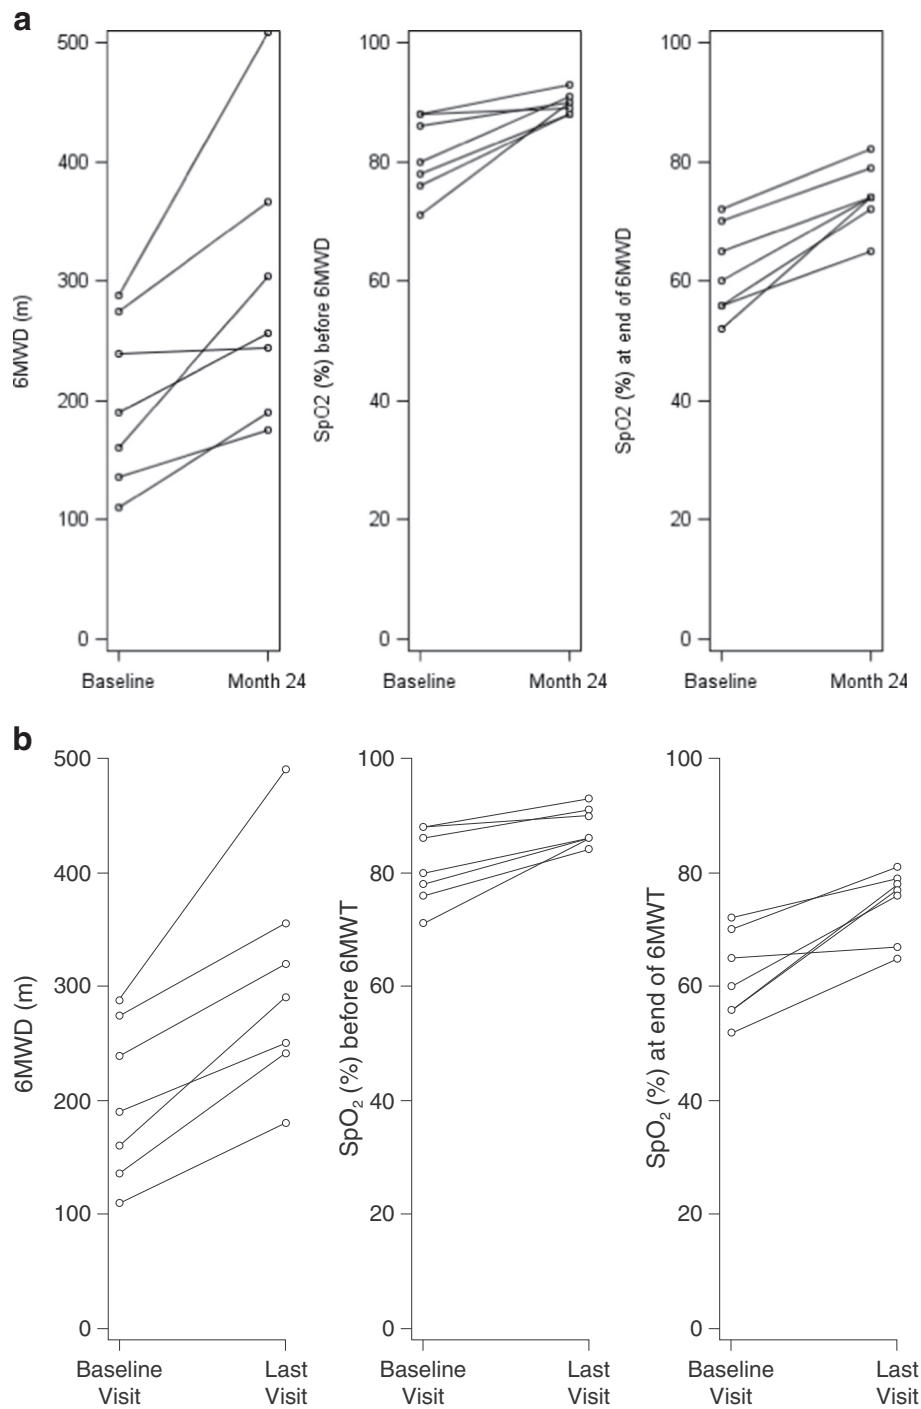 a
6MWD (m)
500
400
300
200
100
0
Baseline Month 24
SpO2 (%) before 6MWD
100
80
60
40
20
0
Baseline Month 24
SpO2 (%) at end of 6MWD
100
80
60
40
20
0
Baseline Month 24
b
6MWD (m)
500
400
300
200
100
0
Baseline Last
Visit Visit
SpO₂ (%) before 6MWT
100
80
60
40
20
0
Baseline Last
Visit Visit
SpO₂ (%) at end of 6MWT
100
80
60
40
20
0
Baseline Last
Visit Visit